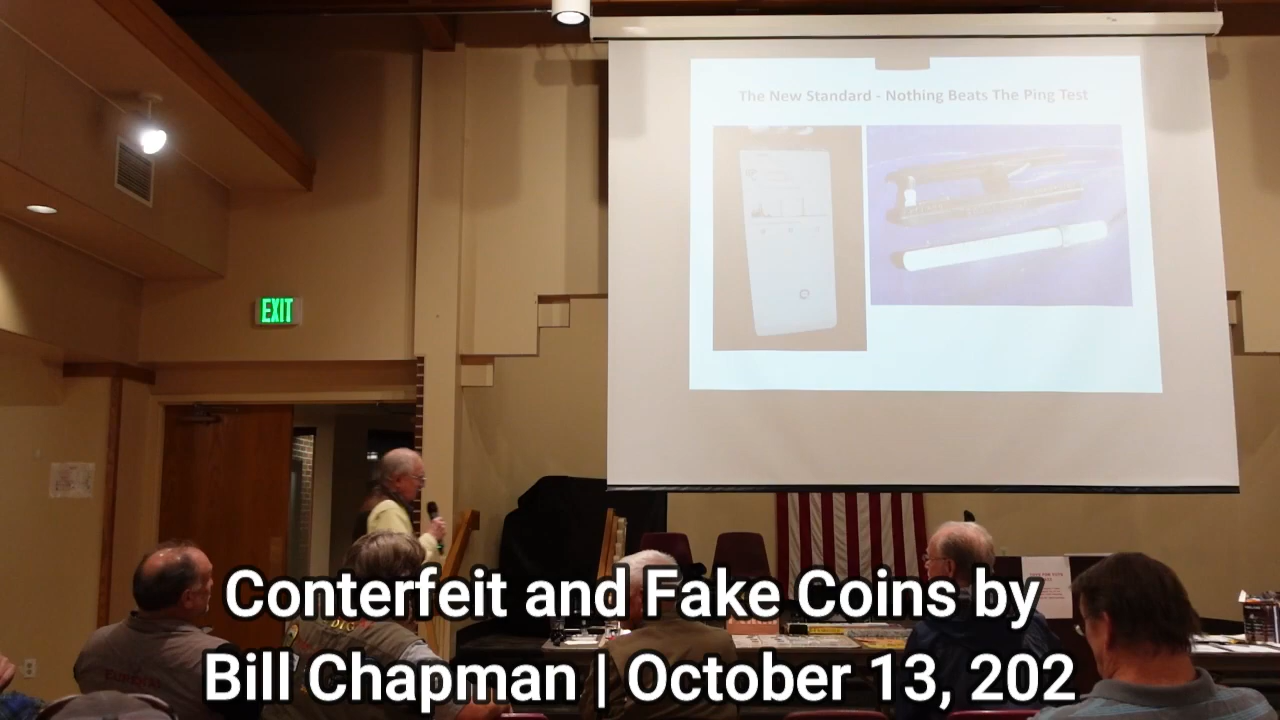 The New Standard - Nothing Beats The Ping Test
EXIT
Conterfeit and Fake Coins by
Bill Chapman | October 13, 202